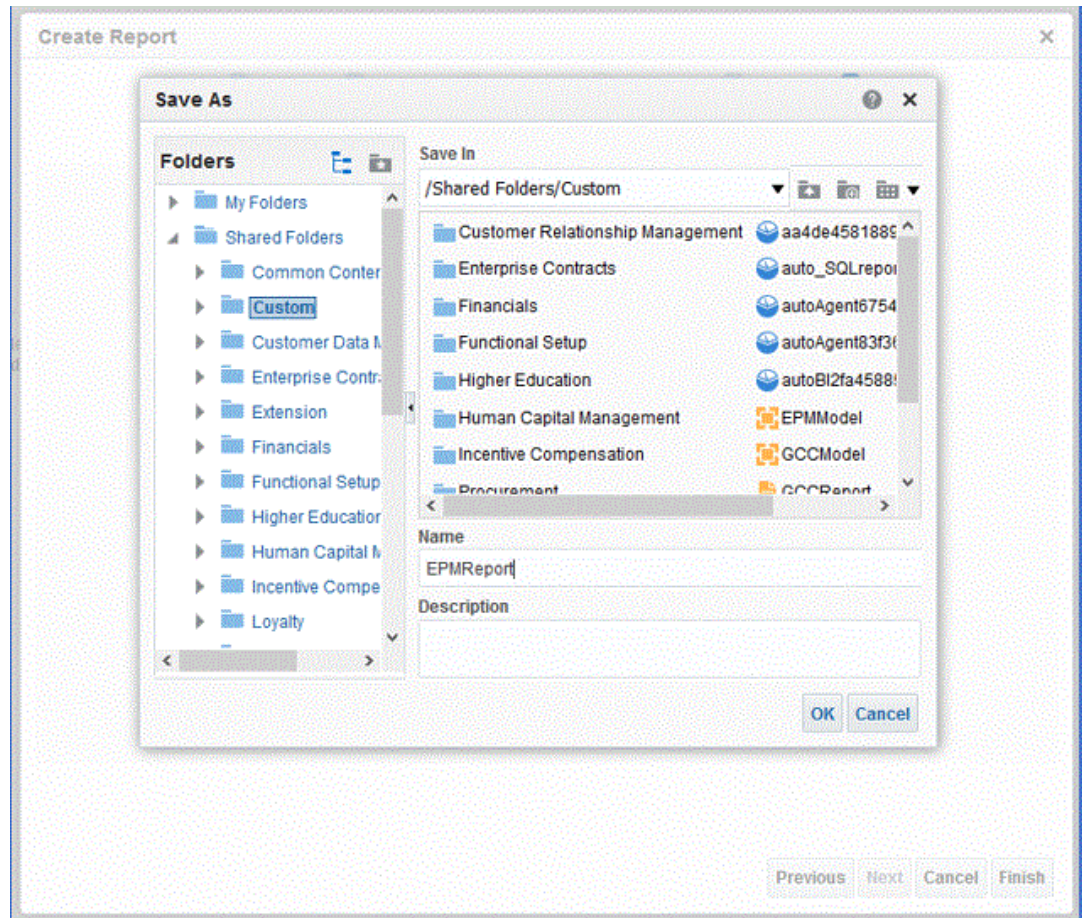 Create Report
Save As
Folders
My Folders
Shared Folders
Common Conter
Custom
Customer Data M
Enterprise Contr
Extension
Financials
Functional Setup
Higher Education
Human Capital M
Incentive Compe
Loyalty
Save In
/Shared Folders/Custom
Customer Relationship Management
Enterprise Contracts
Financials
Functional Setup
Higher Education
Human Capital Management
Incentive Compensation
Procurement
aa4de4581889
auto_SQLrepor
autoAgent6754
autoAgent83f36
autoBI2fa4588
EPMModel
GCCModel
GCCReport
Name
EPMReport
Description
OK Cancel
Previous Next Cancel Finish